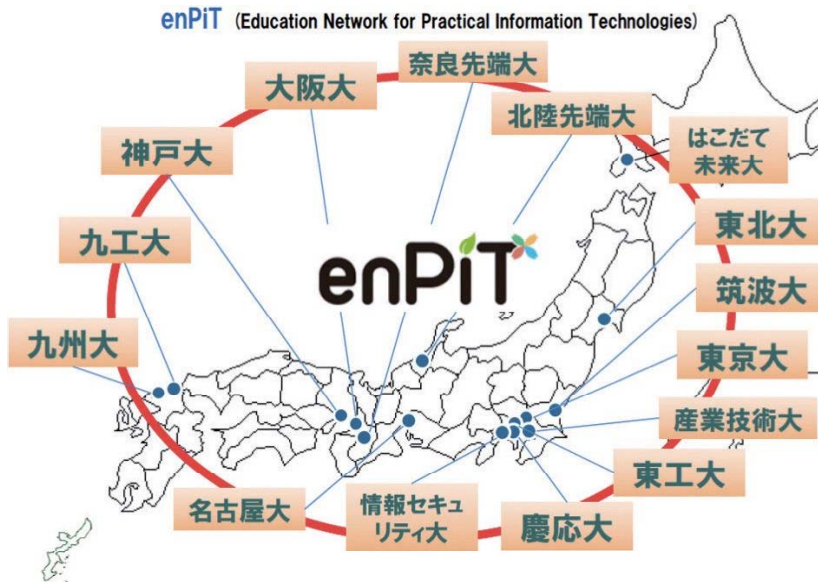 enPiT (Education Network for Practical Information Technologies)
奈良先端大
大阪大
北陸先端大
はこだて
未来大
神戸大
東北大
九工大
enPiT
筑波大
九州大
東京大
産業技術大
東工大
名古屋大
情報セキュ
リティ大
慶応大